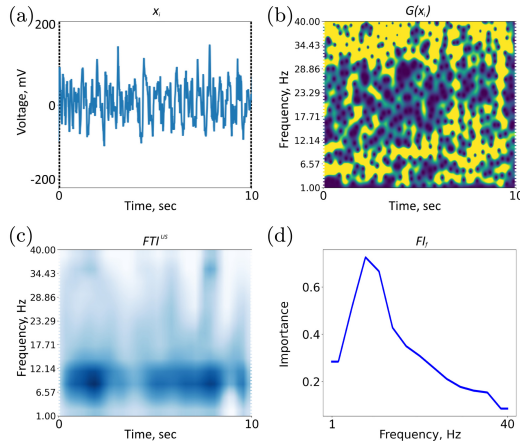 (a)
x_i
200
0
-200
Voltage, mV
0
10
Time, sec
(b)
G(x_i)
40.00
34.43
28.86
23.29
17.71
12.14
6.57
1.00
Frequency, Hz
0
10
Time, sec
(c)
FTI^US
40.00
34.43
28.86
23.29
17.71
12.14
6.57
1.00
Frequency, Hz
0
10
Time, sec
(d)
FI_f
0.6
0.4
0.2
Importance
1
40
Frequency, Hz